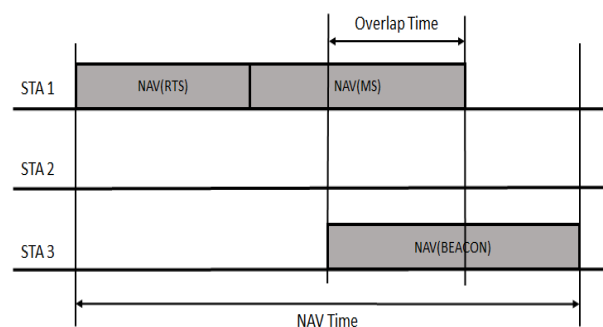 Overlap Time
STA 1
NAV(RTS)
NAV(MS)
STA 2
STA 3
NAV(BEACON)
NAV Time